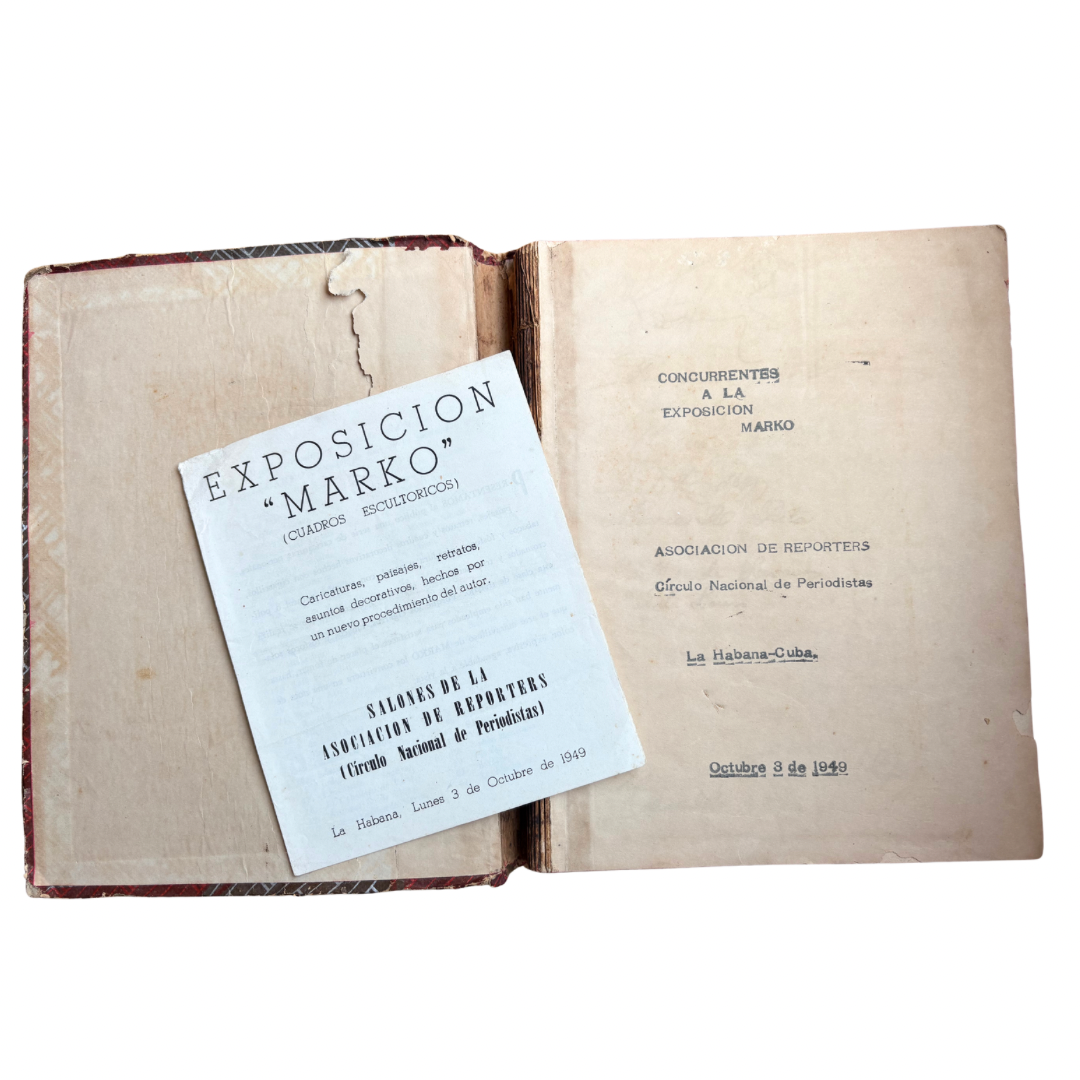 EXPOSICION
"MARKO"
(CUADROS ESCULTORICOS)
Caricaturas, paisajes, retratos,
asuntos decorativos, hechos por
un nuevo procedimiento del autor.
SALONES DE LA
ASOCIACION DE REPORTERS
(Círculo Nacional de Periodistas)
La Habana, Lunes 3 de Octubre de 1949
CONCURRENTES
A LA
EXPOSICION
MARKO
ASOCIACION DE REPORTERS
Círculo Nacional de Periodistas
La Habana-Cuba.
Octubre 3 de 1949